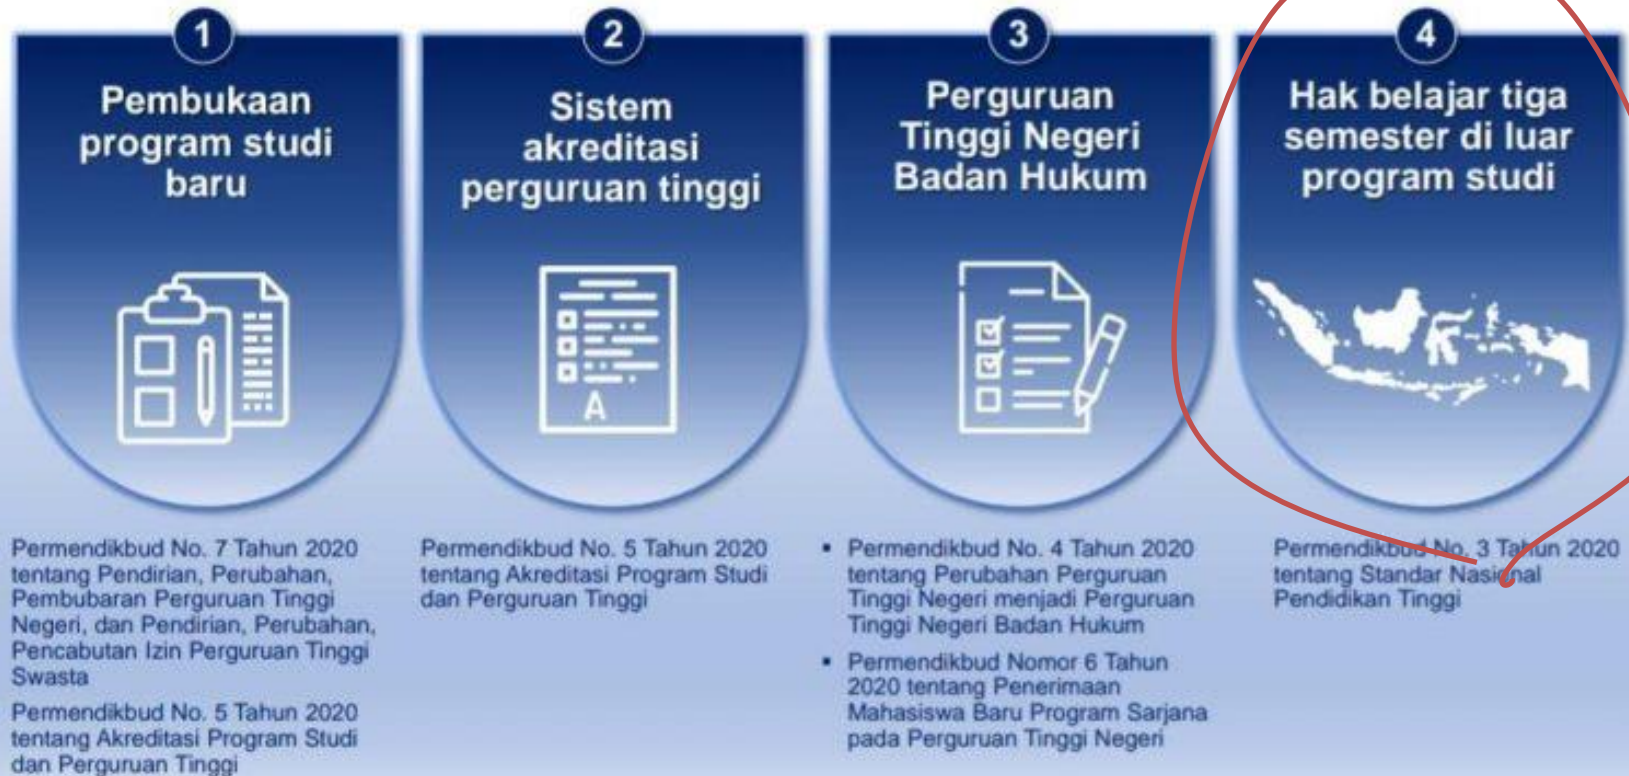 1
Pembukaan
program studi
baru
Permendikbud No. 7 Tahun 2020
tentang Pendirian, Perubahan,
Pembubaran Perguruan Tinggi
Negeri, dan Pendirian, Perubahan,
Pencabutan Izin Perguruan Tinggi
Swasta
Permendikbud No. 5 Tahun 2020
tentang Akreditasi Program Studi
dan Perguruan Tinggi
2
Sistem
akreditasi
perguruan tinggi
A
Permendikbud No. 5 Tahun 2020
tentang Akreditasi Program Studi
dan Perguruan Tinggi
3
Perguruan
Tinggi Negeri
Badan Hukum
▪ Permendikbud No. 4 Tahun 2020
tentang Perubahan Perguruan
Tinggi Negeri menjadi Perguruan
Tinggi Negeri Badan Hukum
▪ Permendikbud Nomor 6 Tahun
2020 tentang Penerimaan
Mahasiswa Baru Program Sarjana
pada Perguruan Tinggi Negeri
4
Hak belajar tiga
semester di luar
program studi
Permendikbud No. 3 Tahun 2020
tentang Standar Nasional
Pendidikan Tinggi